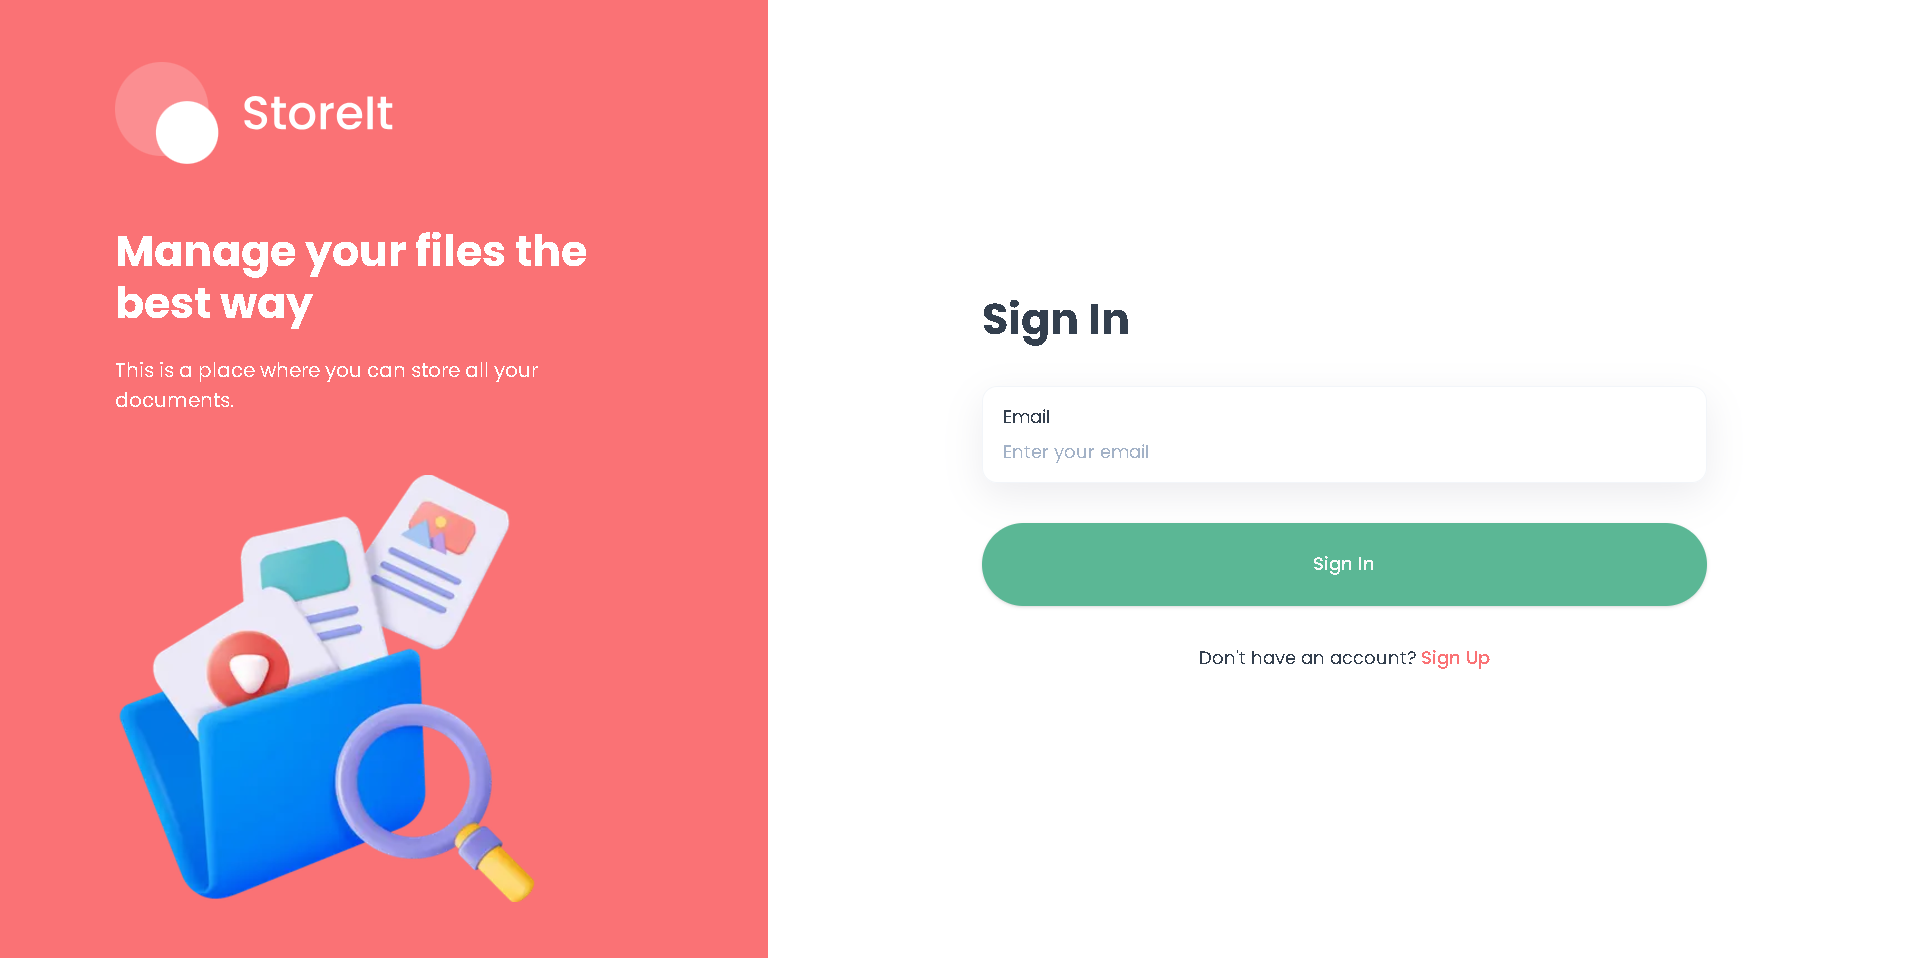 StoreIt
Manage your files the
best way
This is a place where you can store all your
documents.
Sign In
Email
Enter your email
Sign In
Don't have an account? Sign Up